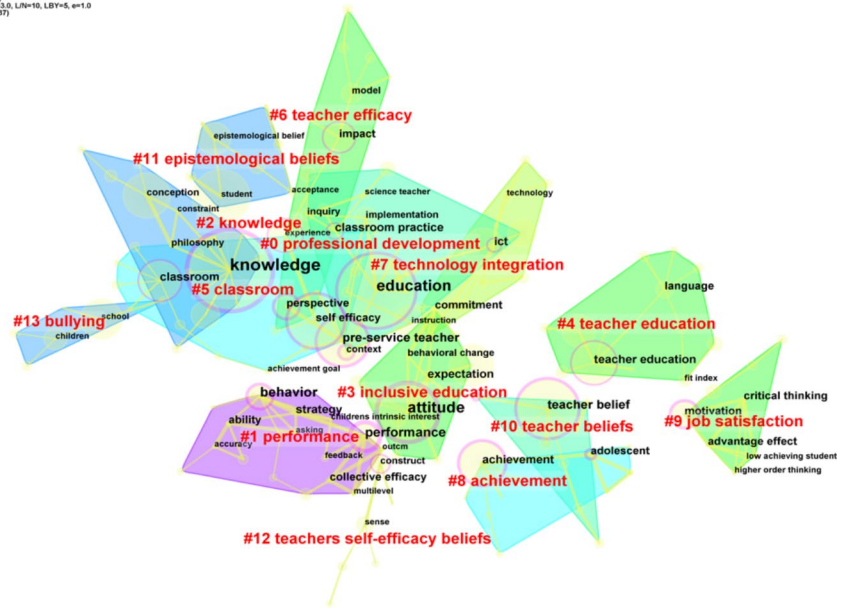 3.0, L/N=10, LBY=5, e=1.0
model
#6 teacher efficacy
impact
epistemological belief
#11 epistemological beliefs
conception
student
acceptance
science teacher
technology
constraint
inquiry
implementation
#2 knowledge
experience
classroom practice
philosophy
#0 professional development
ict
knowledge
#7 technology integration
classroom
#5 classroom
education
language
perspective
commitment
school
#13 bullying
self efficacy
instruction
#4 teacher education
children
pre-service teacher
context
behavioral change
teacher education
achievement goal
expectation
fit index
behavior
#3 inclusive education
critical thinking
strategy
attitude
teacher belief
motivation
ability
childrens intrinsic interest
#9 job satisfaction
asking
#1 performance
performance
#10 teacher beliefs
accuracy
outcm
advantage effect
feedback
construct
achievement
adolescent
low achieving student
collective efficacy
#8 achievement
higher order thinking
multilevel
sense
#12 teachers self-efficacy beliefs